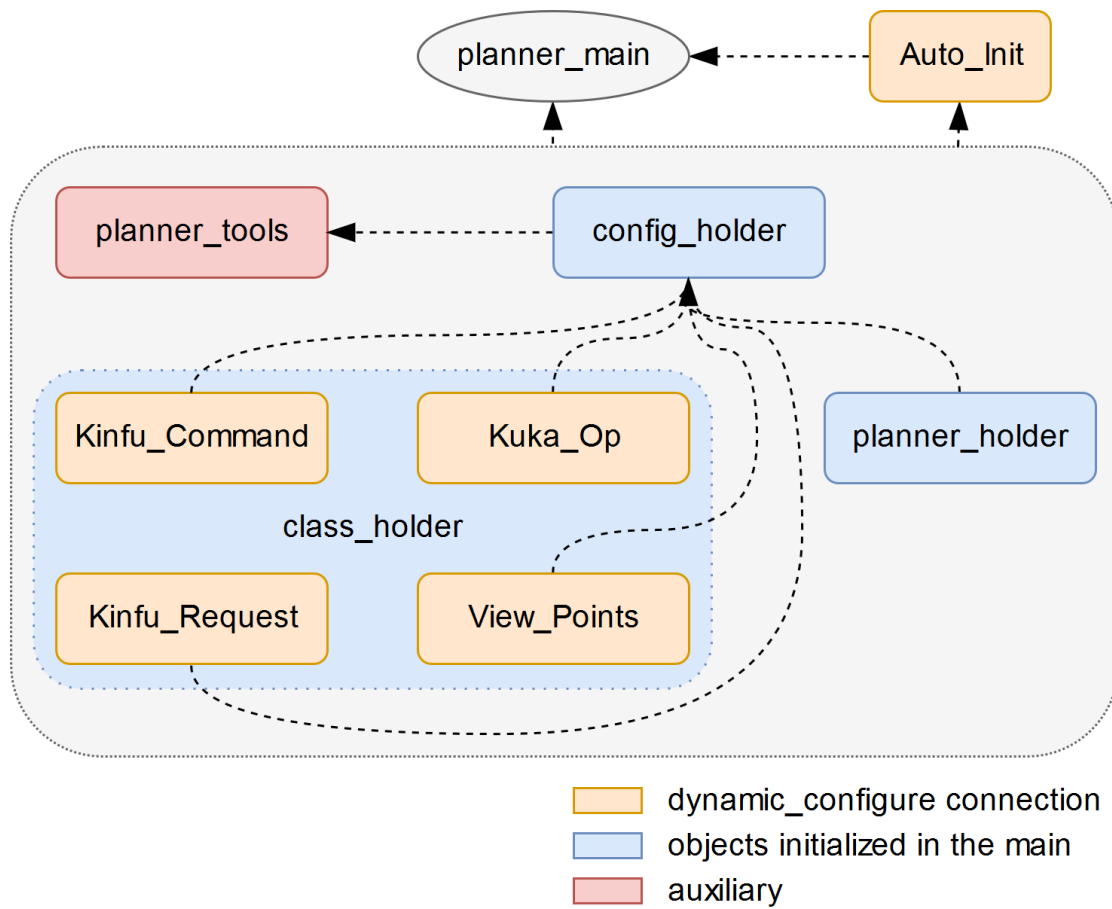 planner_main
Auto_Init
planner_tools
config_holder
Kinfu_Command
Kuka_Op
planner_holder
class_holder
Kinfu_Request
View_Points
dynamic_configure connection
objects initialized in the main
auxiliary